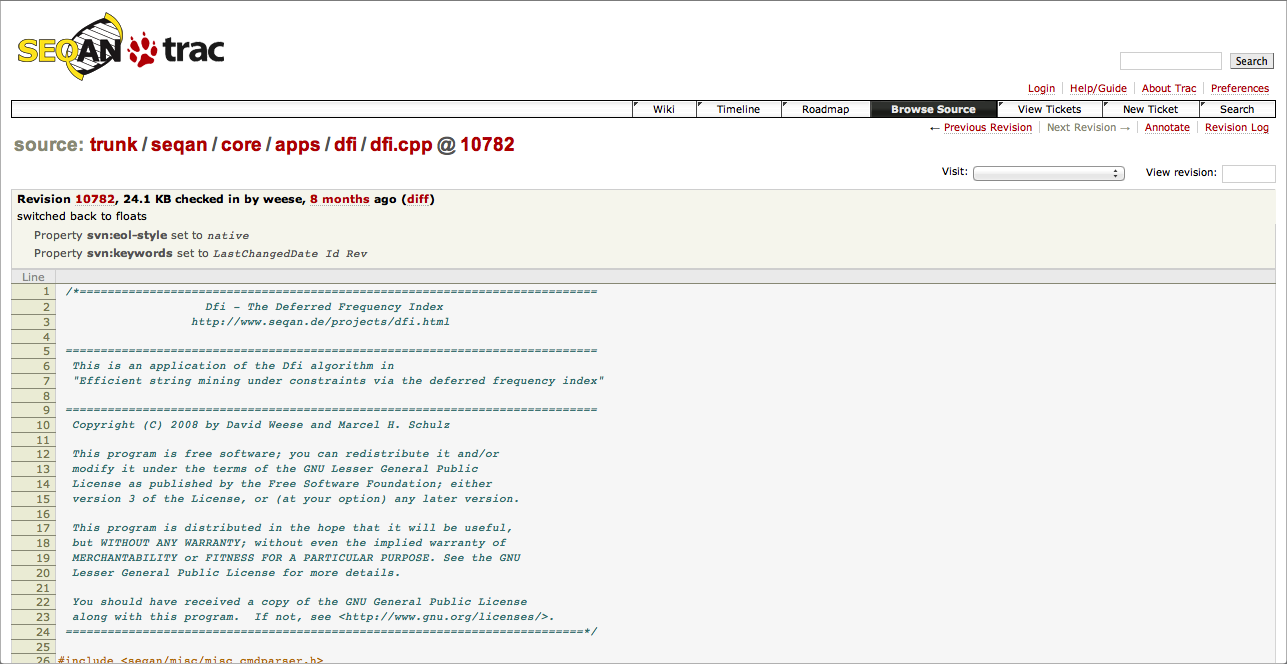 SEQAN trac
Search
Login Help/Guide About Trac Preferences
Wiki Timeline Roadmap Browse Source View Tickets New Ticket Search
← Previous Revision Next Revision → Annotate Revision Log
source: trunk / seqan / core / apps / dfi / dfi.cpp @ 10782
Visit: View revision:
Revision 10782, 24.1 KB checked in by weese, 8 months ago (diff)
switched back to floats
Property svn:eol-style set to native
Property svn:keywords set to LastChangedDate Id Rev
Line
1 /*==========================================================================
2 Dfi - The Deferred Frequency Index
3 http://www.seqan.de/projects/dfi.html
4
5 ============================================================================
6 This is an application of the Dfi algorithm in
7 "Efficient string mining under constraints via the deferred frequency index"
8
9 ============================================================================
10 Copyright (C) 2008 by David Weese and Marcel H. Schulz
11
12 This program is free software; you can redistribute it and/or
13 modify it under the terms of the GNU Lesser General Public
14 License as published by the Free Software Foundation; either
15 version 3 of the License, or (at your option) any later version.
16
17 This program is distributed in the hope that it will be useful,
18 but WITHOUT ANY WARRANTY; without even the implied warranty of
19 MERCHANTABILITY or FITNESS FOR A PARTICULAR PURPOSE. See the GNU
20 Lesser General Public License for more details.
21
22 You should have received a copy of the GNU General Public License
23 along with this program. If not, see <http://www.gnu.org/licenses/>.
24 ==========================================================================*/
25
26 #include <seqan/misc/misc_cmdparser.h>